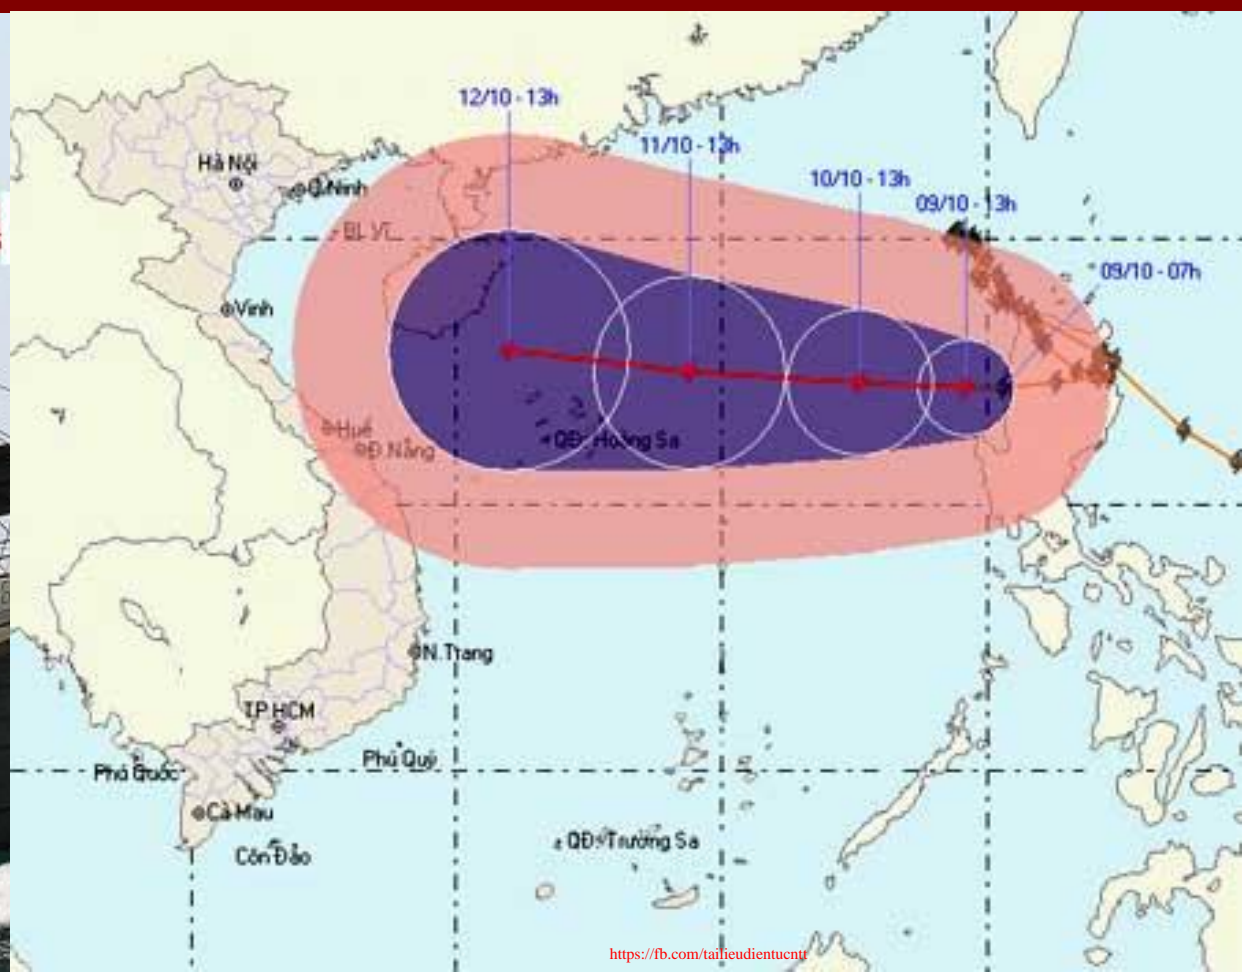 12/10 - 13h
11/10 - 13h
10/10 - 13h
09/10 - 13h
Hà Nội
Q.Ninh
BL Vĩ
09/10 - 07h
Vinh
Huế
Đ.Nẵng
QĐ. Hoàng Sa
N.Trang
TP.HCM
Phú Quý
Phú Quốc
Cà Mau
Côn Đảo
QĐ. Trường Sa
https://fb.com/tailieudientucntt